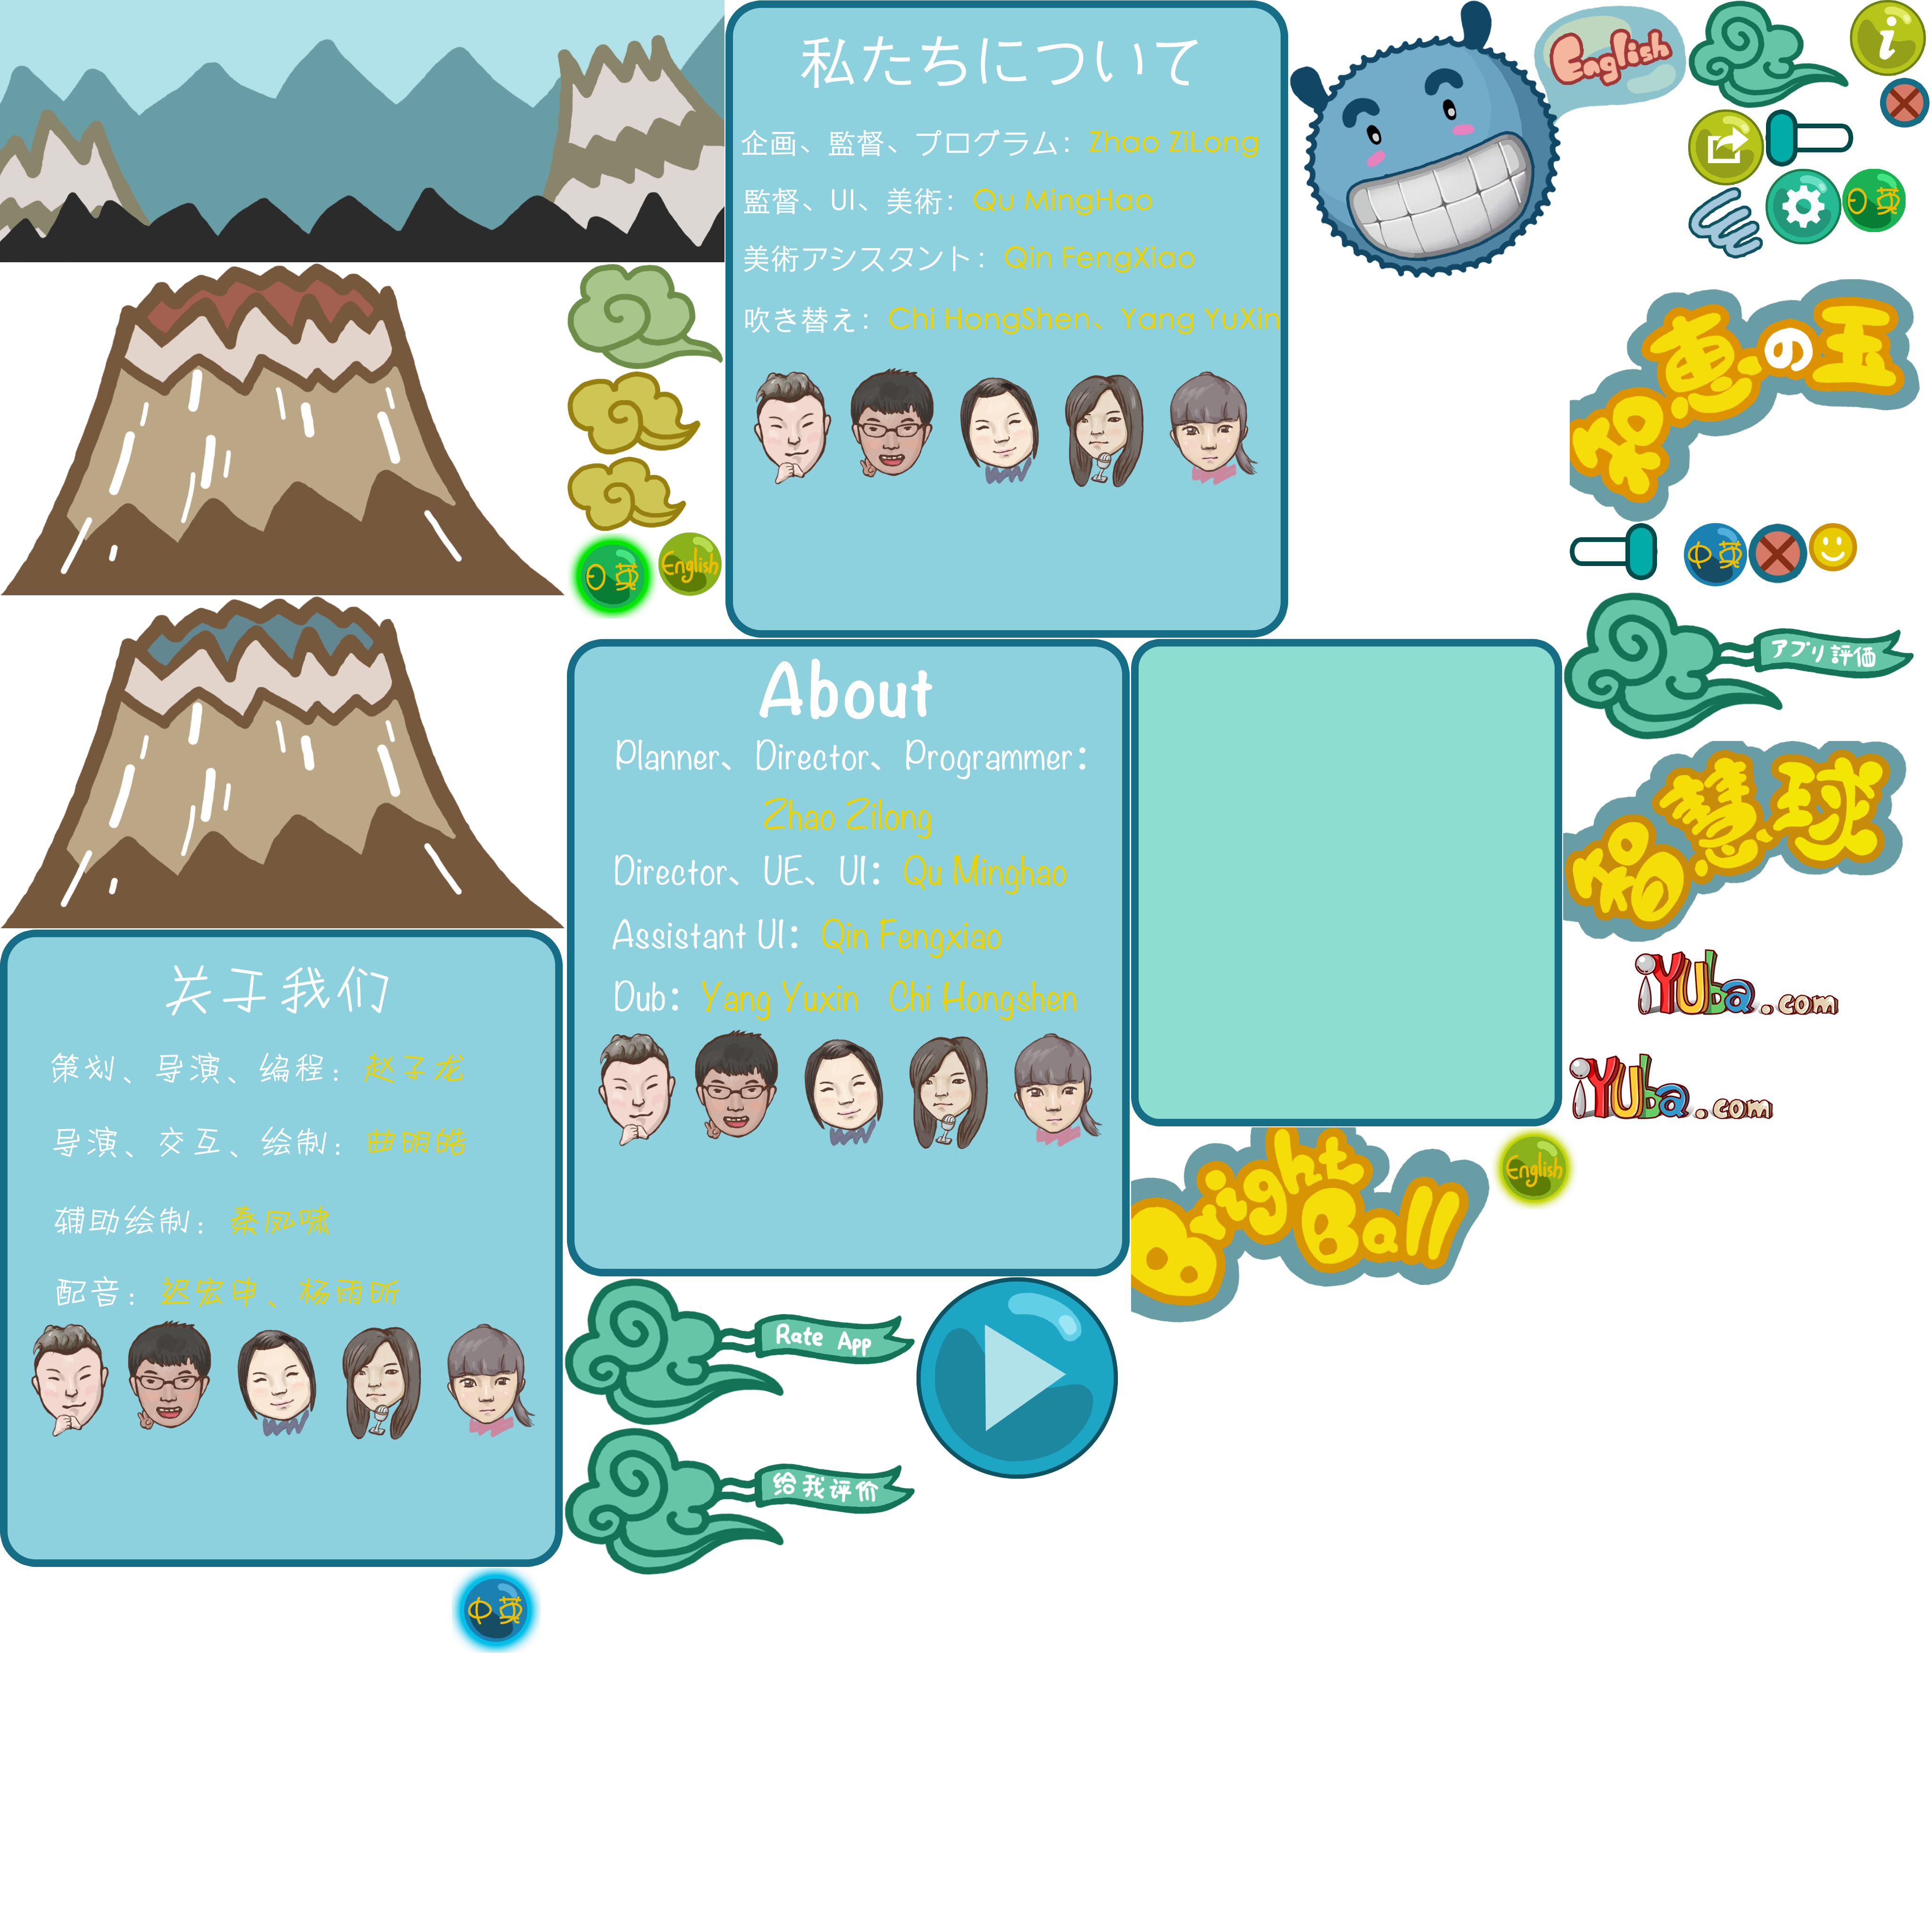 私たちについて
企画、監督、プログラム: Zhao ZiLong
監督、UI、美術: Qu MingHao
美術アシスタント: Qin FengXiao
吹き替え: Chi HongShen、Yang YuXin
English
i
日 英
智恵の玉
日 英
English
中 英
アプリ評価
About
Planner、Director、Programmer:
Zhao Zilong
Director、UE、UI: Qu Minghao
Assistant UI: Qin Fengxiao
Dub: Yang Yuxin Chi Hongshen
智慧球
iYuba.com
iYuba.com
关于我们
策划、导演、编程: 赵子龙
导演、交互、绘制: 曲明皓
辅助绘制: 秦凤啸
配音: 迟宏申、杨雨昕
Bright Ball
English
Rate App
给我评价
中 英